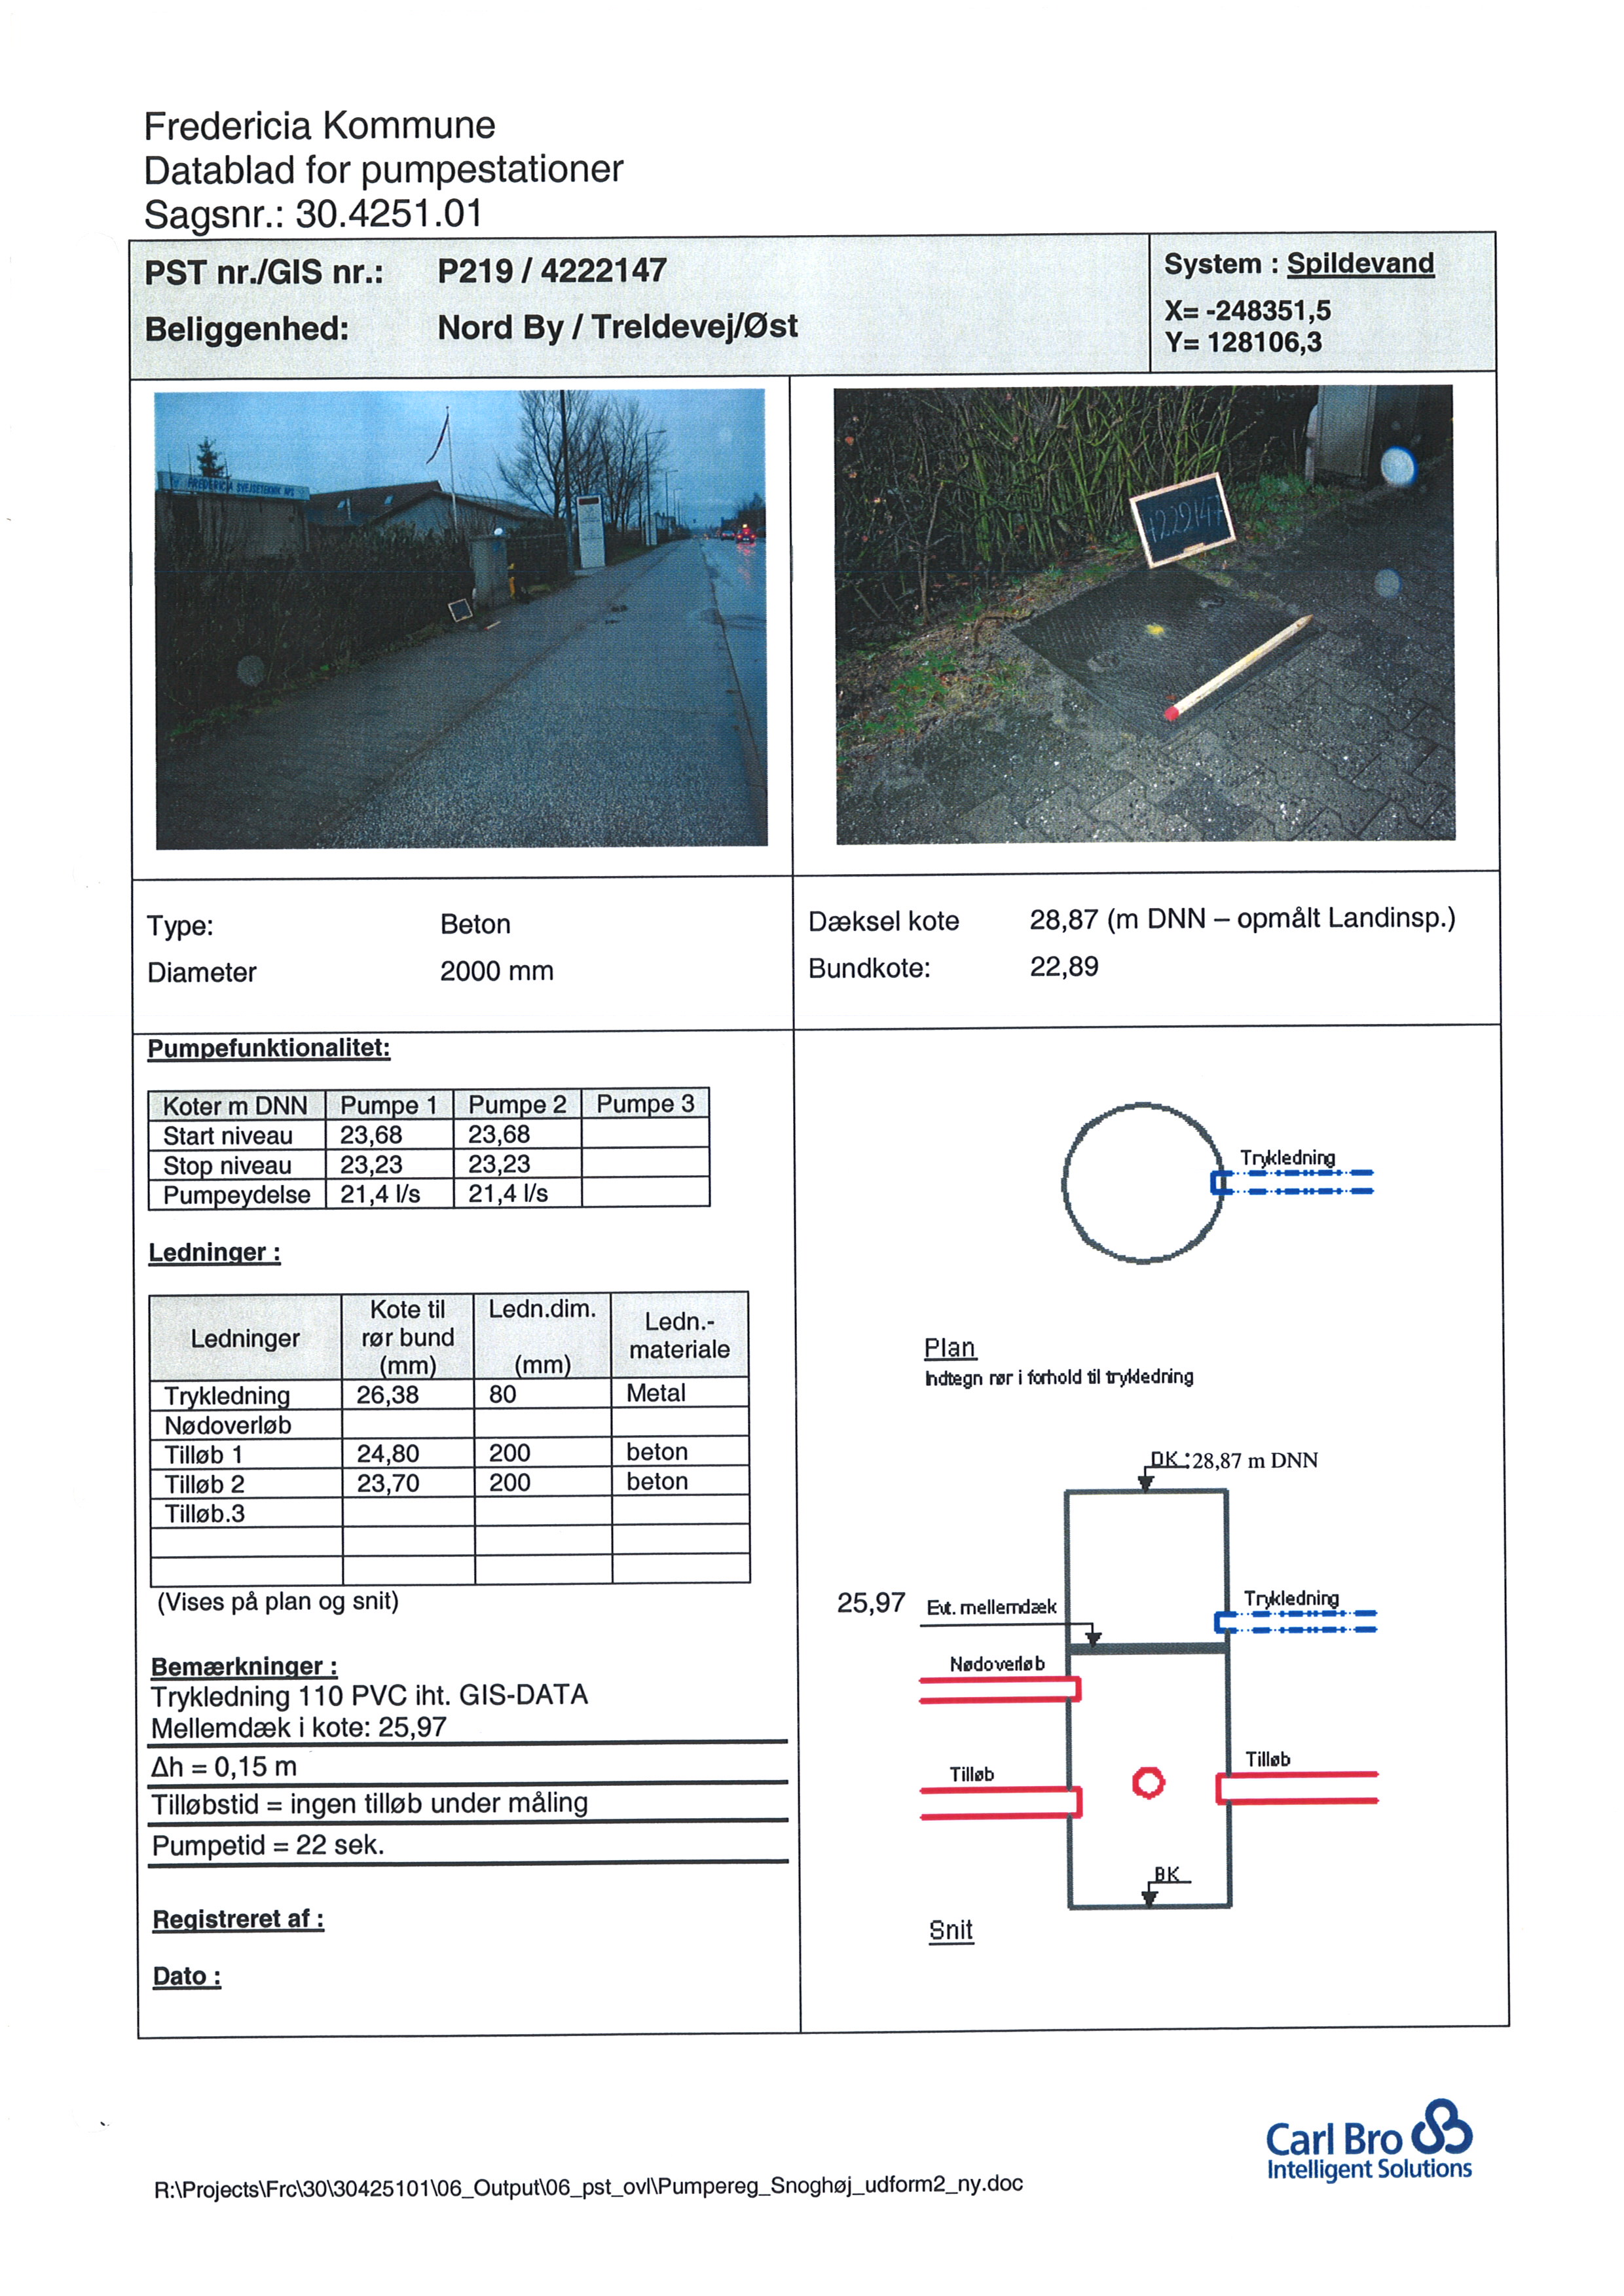 Fredericia Kommune
Datablad for pumpestationer
Sagsnr.: 30.4251.01
PST nr./GIS nr.: P219 / 4222147
Beliggenhed: Nord By / Treldevej/Øst
System : Spildevand
X= -248351,5
Y= 128106,3
FREDERICIA SVEJSETEKNIK APS
4222147
Type: Beton
Diameter 2000 mm
Dæksel kote 28,87 (m DNN – opmålt Landinsp.)
Bundkote: 22,89
Pumpefunktionalitet:
Koter m DNN Pumpe 1 Pumpe 2 Pumpe 3
Start niveau 23,68 23,68
Stop niveau 23,23 23,23
Pumpeydelse 21,4 l/s 21,4 l/s
Ledninger :
Ledninger Kote til rør bund (mm) Ledn.dim. (mm) Ledn.-materiale
Trykledning 26,38 80 Metal
Nødoverløb
Tilløb 1 24,80 200 beton
Tilløb 2 23,70 200 beton
Tilløb.3
(Vises på plan og snit)
Bemærkninger :
Trykledning 110 PVC iht. GIS-DATA
Mellemdæk i kote: 25,97
Δh = 0,15 m
Tilløbstid = ingen tilløb under måling
Pumpetid = 22 sek.
Registreret af :
Dato :
Trykledning
Plan
Indtegn rør i forhold til trykledning
DK : 28,87 m DNN
25,97 Evt. mellemdæk
Trykledning
Nødoverløb
Tilløb
Tilløb
BK
Snit
Carl Bro
Intelligent Solutions
R:\Projects\Frc\30\30425101\06_Output\06_pst_ovl\Pumpereg_Snoghøj_udform2_ny.doc